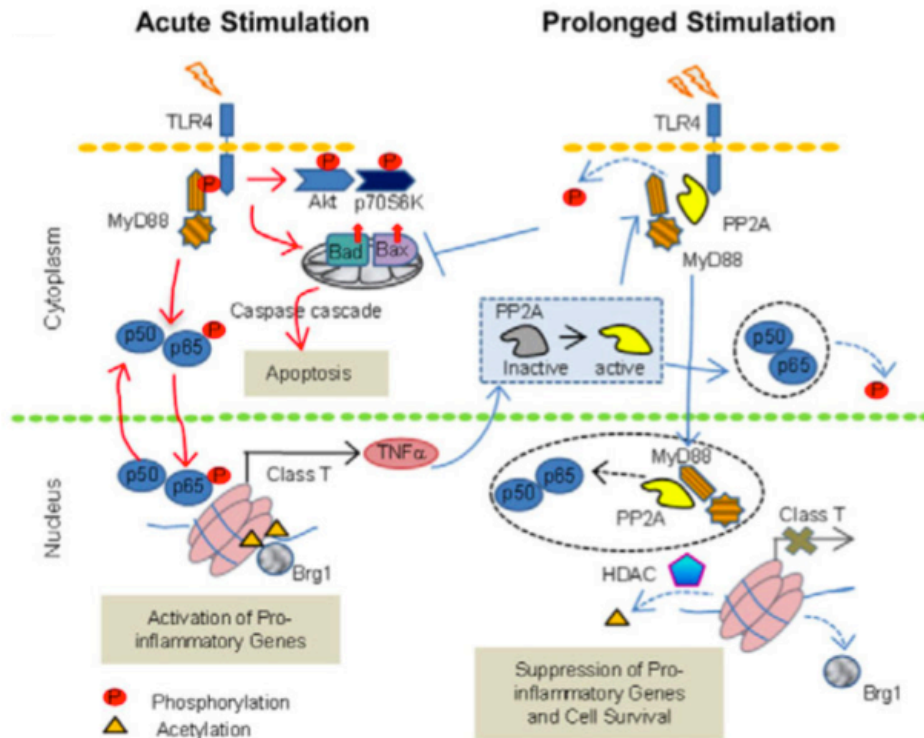 Acute Stimulation
Prolonged Stimulation
TLR4
TLR4
P
P
P
P
Akt
p70S6K
MyD88
PP2A
MyD88
Bad
Bax
Cytoplasm
Caspase cascade
p50
p65
P
Apoptosis
PP2A
Inactive
active
p50
p65
P
Nucleus
p50
p65
P
Class T
TNFα
Brg1
MyD88
p50
p65
PP2A
Class T
HDAC
Brg1
Activation of Pro-
inflammatory Genes
Suppression of Pro-
inflammatory Genes
and Cell Survival
P Phosphorylation
Acetylation